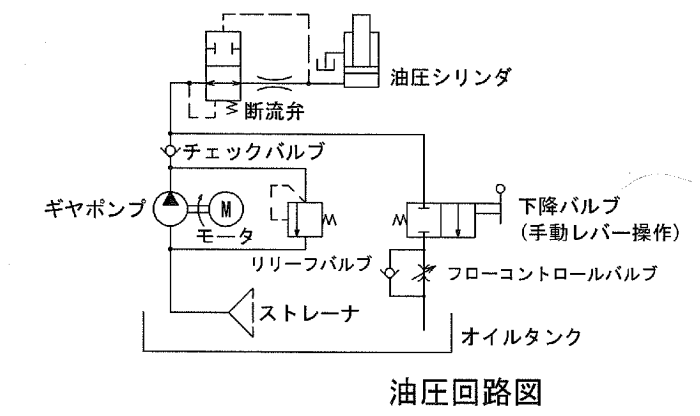 油圧シリンダ
断流弁
チェックバルブ
ギヤポンプ
M
モータ
下降バルブ
(手動レバー操作)
リリーフバルブ
フローコントロールバルブ
ストレーナ
オイルタンク
油圧回路図